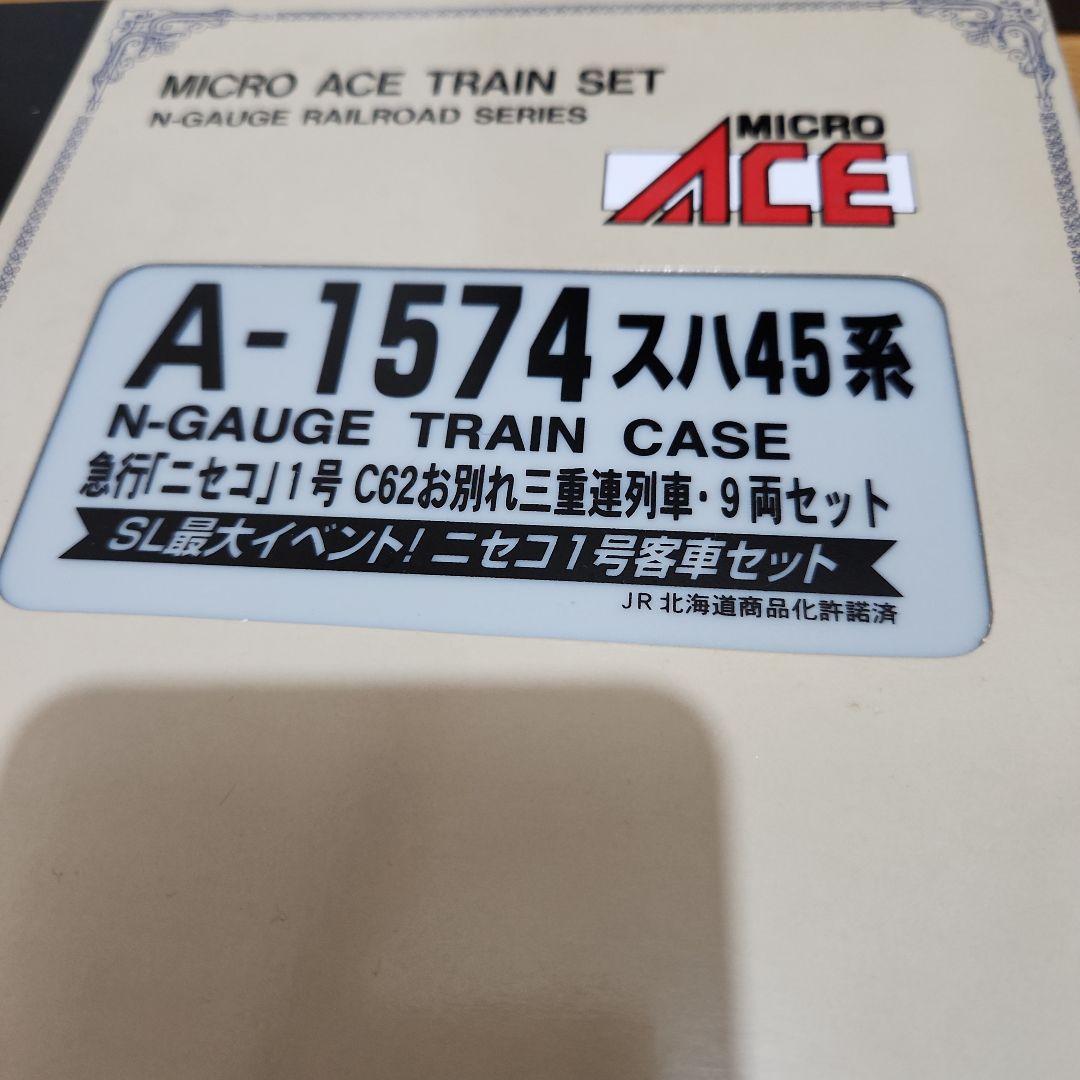 MICRO ACE TRAIN SET
N-GAUGE RAILROAD SERIES
MICRO
ACE
A-1574 スハ45系
N-GAUGE TRAIN CASE
急行｢ニセコ｣1号 C62お別れ三重連列車・9両セット
SL最大イベント！ニセコ1号客車セット
JR北海道商品化許諾済